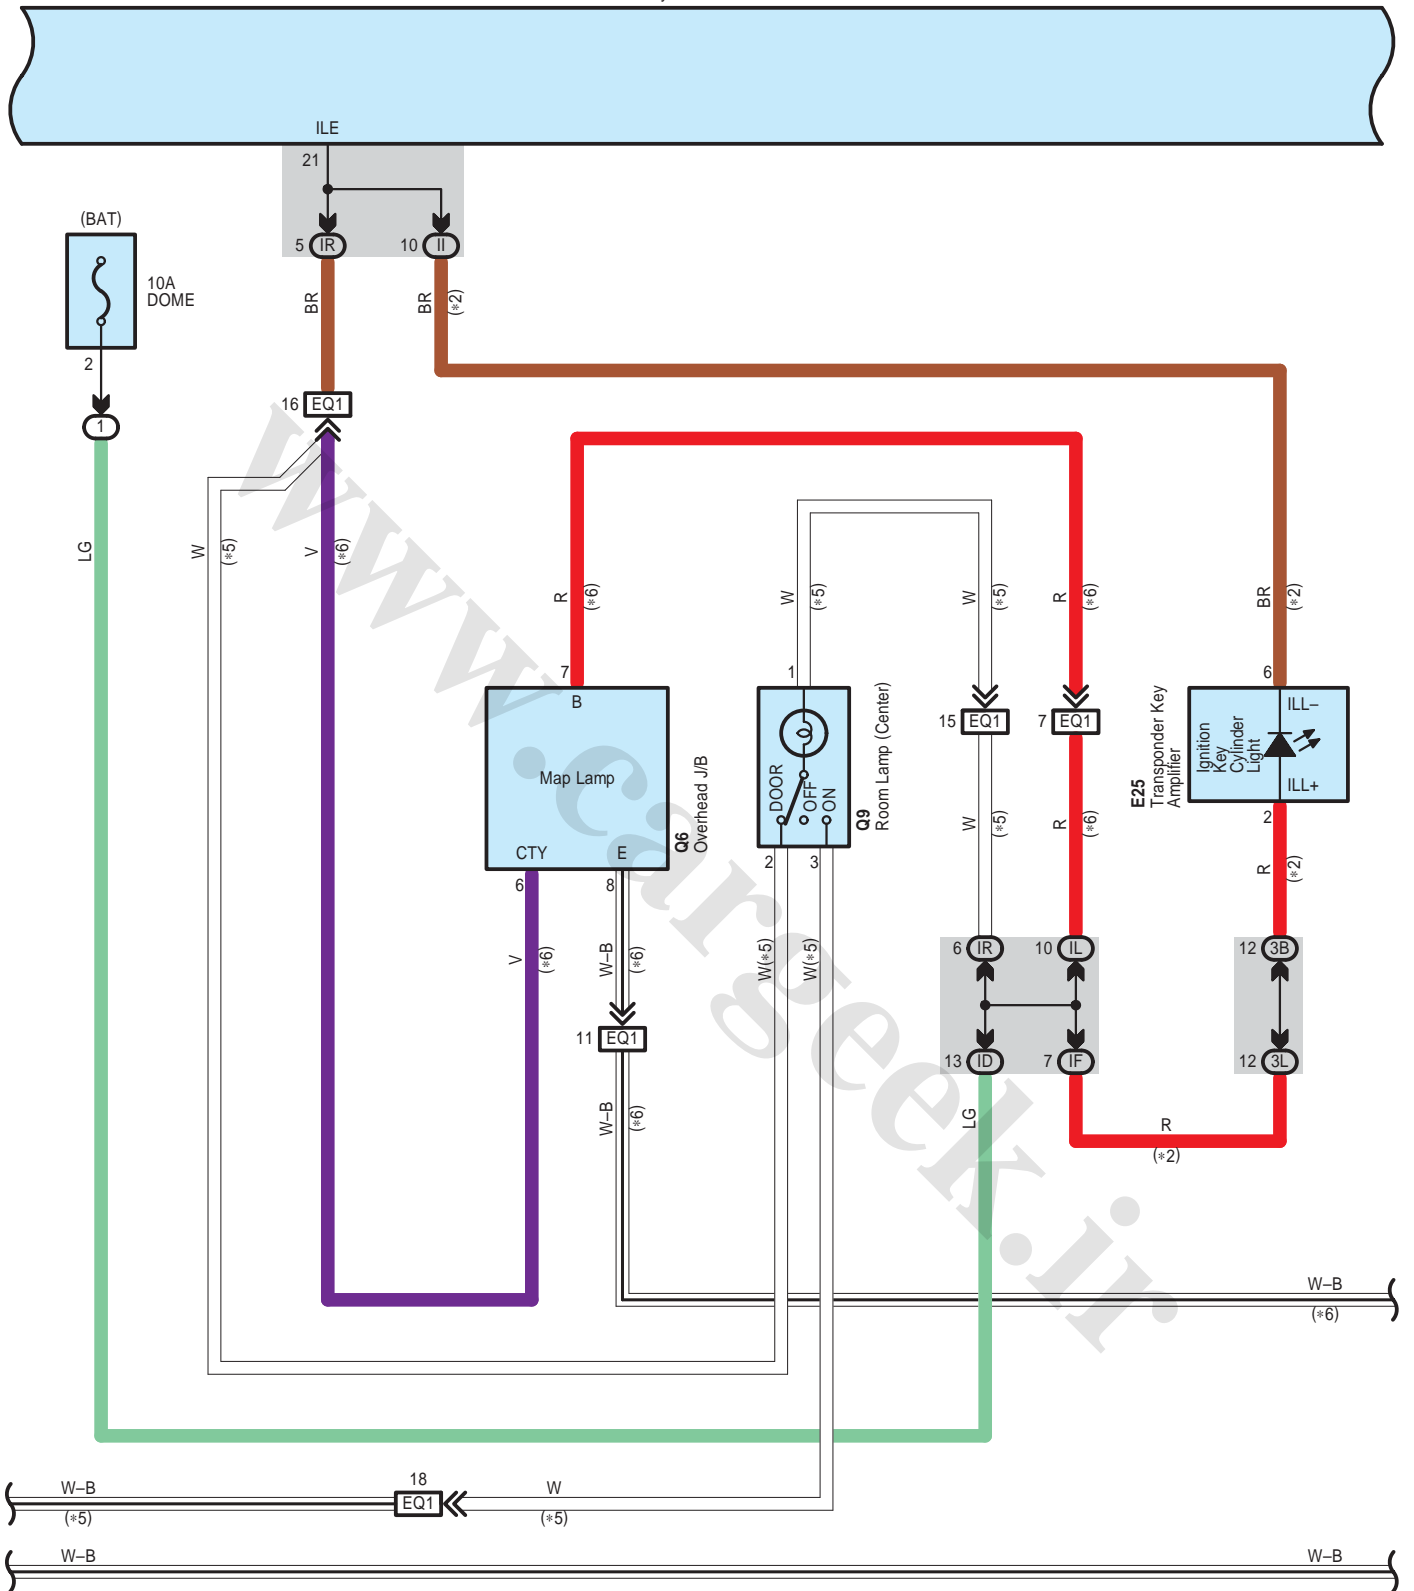 ILE
21
5 IR
10 II
(BAT)
10A
DOME
2
1
BR
BR
(*2)
16 EQ1
LG
W
(*5)
V
(*6)
R
(*6)
W
(*5)
W
(*5)
R
(*6)
BR
(*2)
7
B
Map Lamp
CTY
E
6
8
Q6
Overhead J/B
1
DOOR
OFF
ON
2
3
Q9
Room Lamp (Center)
15 EQ1
7 EQ1
6
ILL–
Ignition
Key
Cylinder
Light
ILL+
2
E25
Transponder Key
Amplifier
W
(*5)
R
(*6)
R
(*2)
V
(*6)
W–B
(*6)
W(*5)
W(*5)
6 IR
10 IL
12 3B
11 EQ1
13 ID
7 IF
12 3L
W–B
(*6)
LG
R
(*2)
W–B
(*6)
18
EQ1
W–B
(*5)
W
(*5)
W–B
W–B
www.cargeek.ir